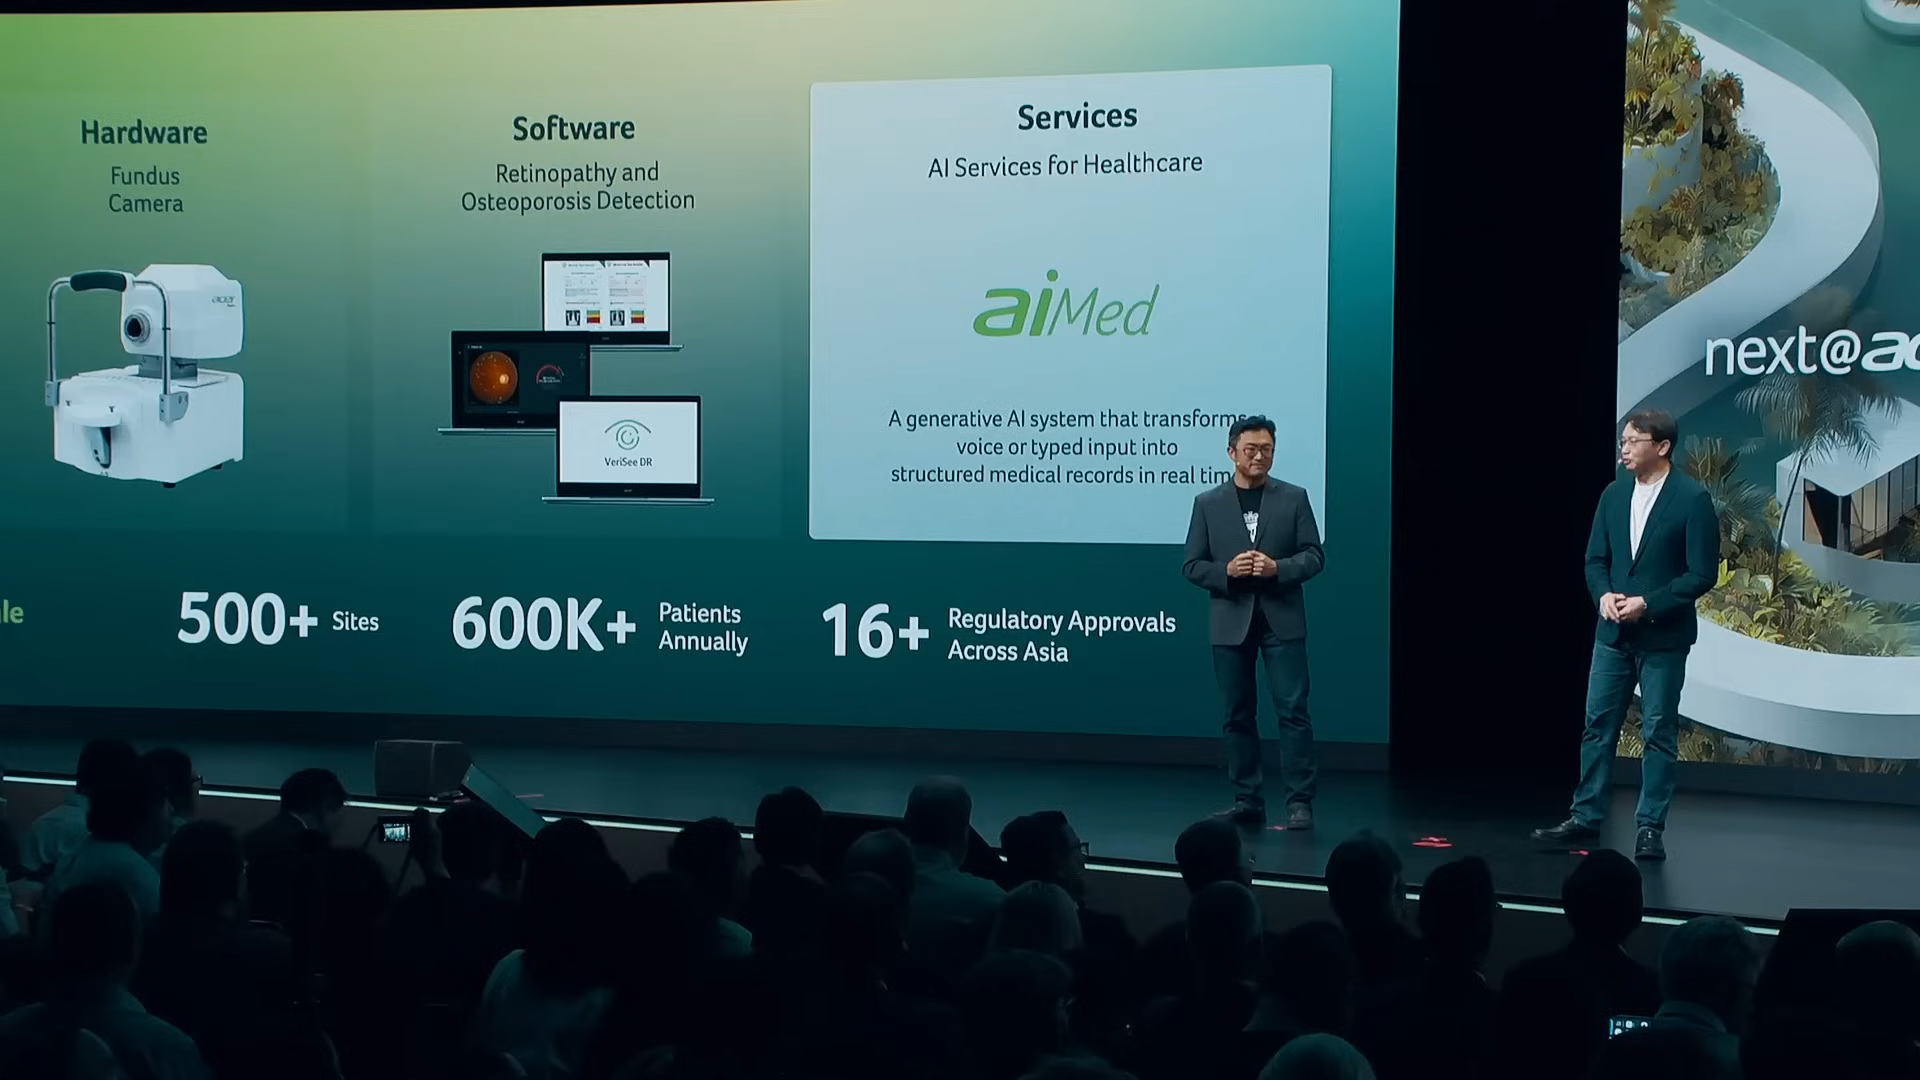 Hardware
Fundus
Camera
acer
Software
Retinopathy and
Osteoporosis Detection
VeriSee DR
Services
AI Services for Healthcare
aiMed
A generative AI system that transforms
voice or typed input into
structured medical records in real tim
le
500+ Sites
600K+ Patients
Annually
16+ Regulatory Approvals
Across Asia
next@ac